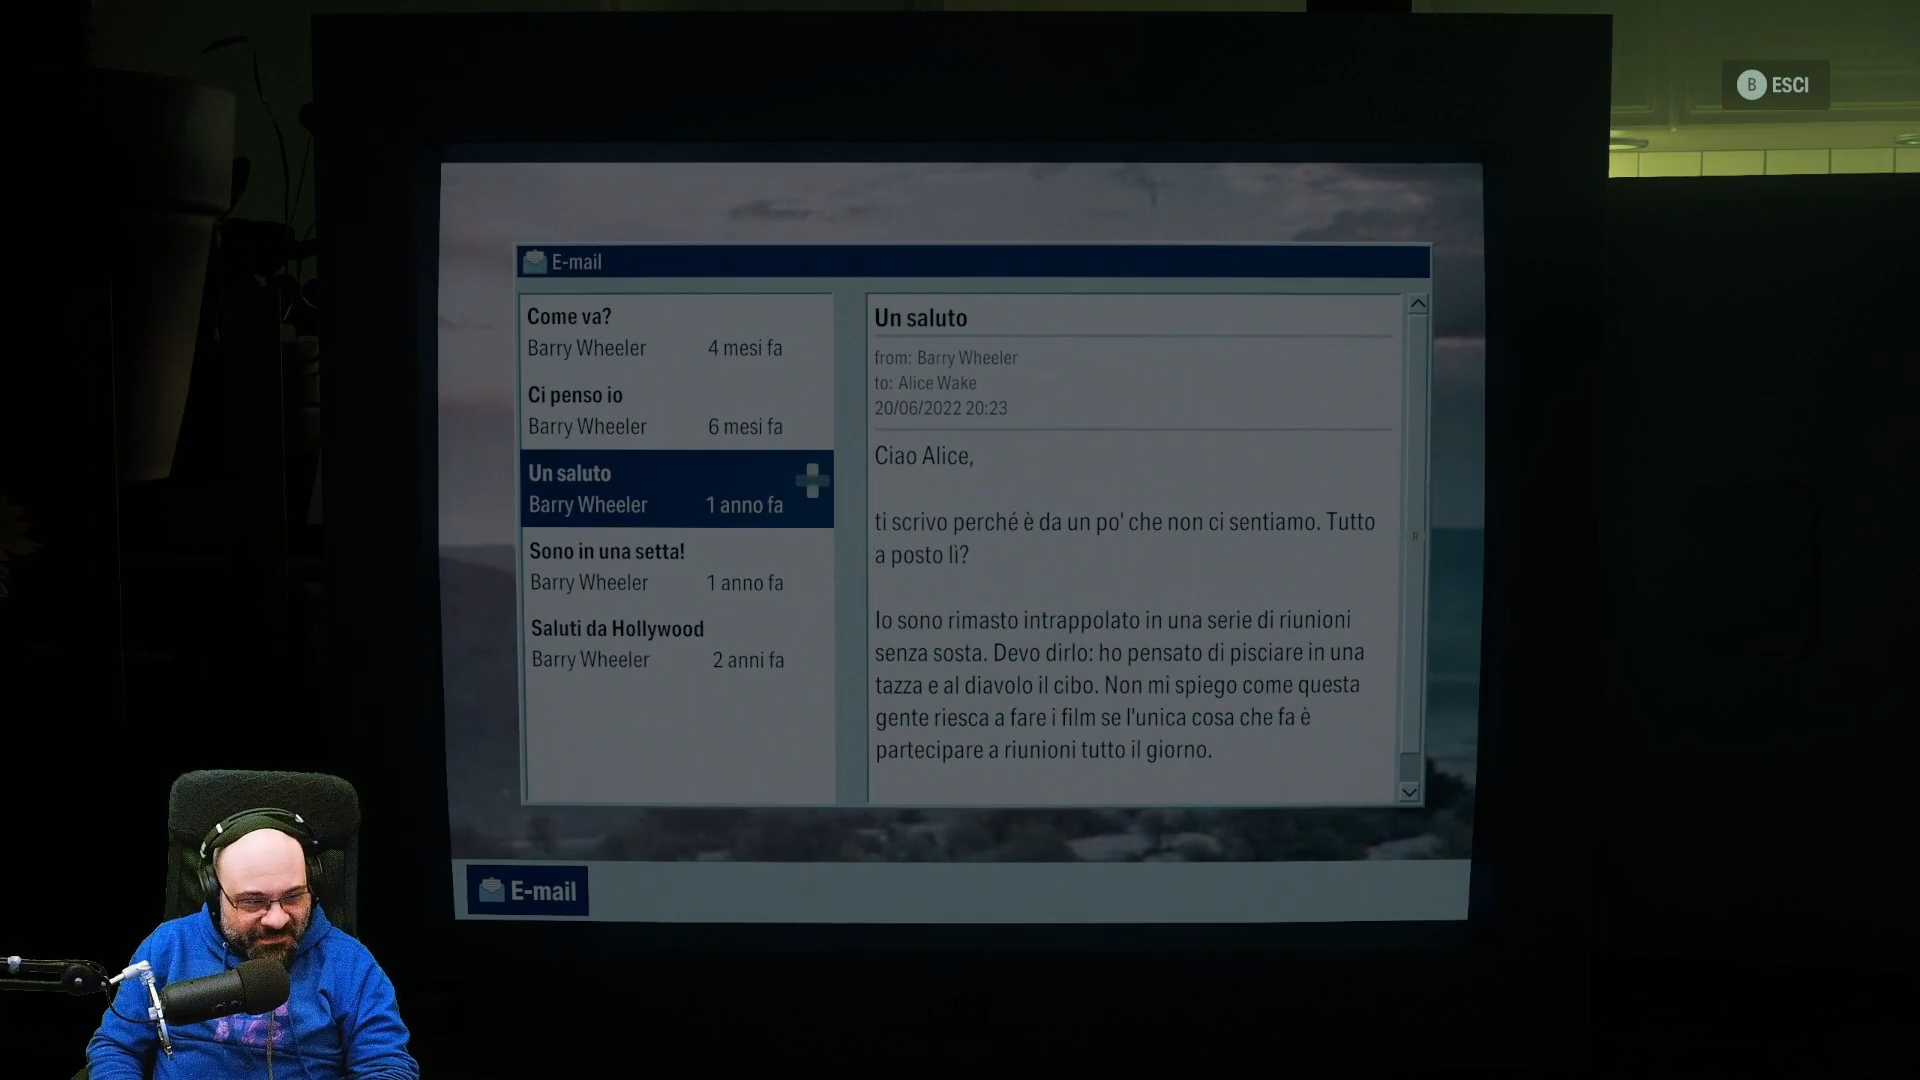 B ESCI
E-mail
Come va?
Barry Wheeler 4 mesi fa
Ci penso io
Barry Wheeler 6 mesi fa
Un saluto
Barry Wheeler 1 anno fa
Sono in una setta!
Barry Wheeler 1 anno fa
Saluti da Hollywood
Barry Wheeler 2 anni fa
Un saluto
from: Barry Wheeler
to: Alice Wake
20/06/2022 20:23
Ciao Alice,
ti scrivo perché è da un po' che non ci sentiamo. Tutto
a posto lì?
R
Io sono rimasto intrappolato in una serie di riunioni
senza sosta. Devo dirlo: ho pensato di pisciare in una
tazza e al diavolo il cibo. Non mi spiego come questa
gente riesca a fare i film se l'unica cosa che fa è
partecipare a riunioni tutto il giorno.
E-mail